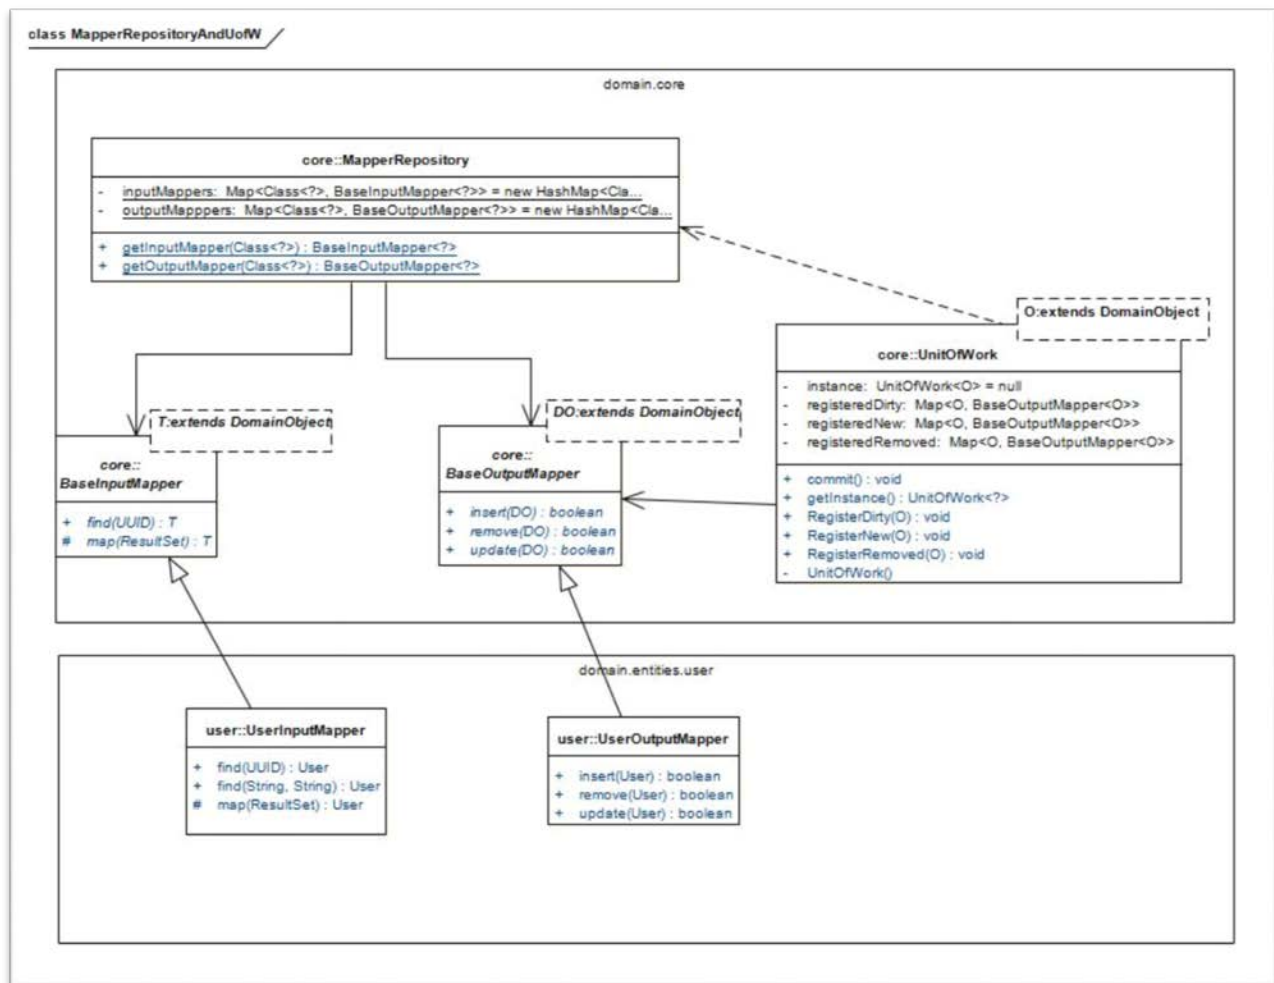 class MapperRepositoryAndUofW
domain.core
core::MapperRepository
- inputMappers: Map<Class<?>, BaseInputMapper<?>> = new HashMap<Cla...
- outputMapppers: Map<Class<?>, BaseOutputMapper<?>> = new HashMap<Cla...
+ getInputMapper(Class<?>) : BaseInputMapper<?>
+ getOutputMapper(Class<?>) : BaseOutputMapper<?>
O:extends DomainObject
core::UnitOfWork
- instance: UnitOfWork<O> = null
- registeredDirty: Map<O, BaseOutputMapper<O>>
- registeredNew: Map<O, BaseOutputMapper<O>>
- registeredRemoved: Map<O, BaseOutputMapper<O>>
+ commit() : void
+ getInstance() : UnitOfWork<?>
+ RegisterDirty(O) : void
+ RegisterNew(O) : void
+ RegisterRemoved(O) : void
- UnitOfWork()
T:extends DomainObject
core::
BaseInputMapper
+ find(UUID) : T
# map(ResultSet) : T
DO:extends DomainObject
core::
BaseOutputMapper
+ insert(DO) : boolean
+ remove(DO) : boolean
+ update(DO) : boolean
domain.entities.user
user::UserInputMapper
+ find(UUID) : User
+ find(String, String) : User
# map(ResultSet) : User
user::UserOutputMapper
+ insert(User) : boolean
+ remove(User) : boolean
+ update(User) : boolean